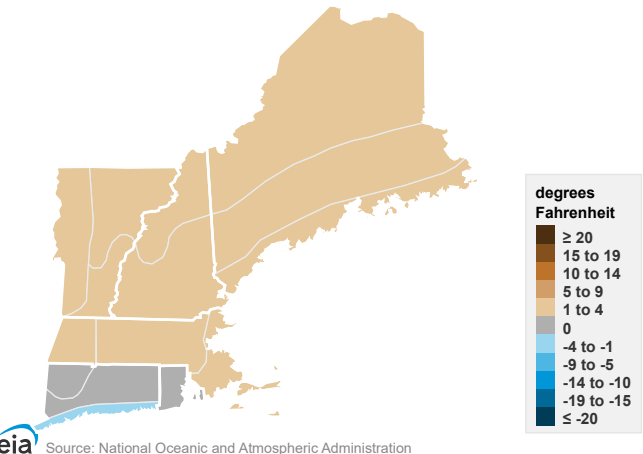 degrees
Fahrenheit
≥ 20
15 to 19
10 to 14
5 to 9
1 to 4
0
-4 to -1
-9 to -5
-14 to -10
-19 to -15
≤ -20
eia
Source: National Oceanic and Atmospheric Administration